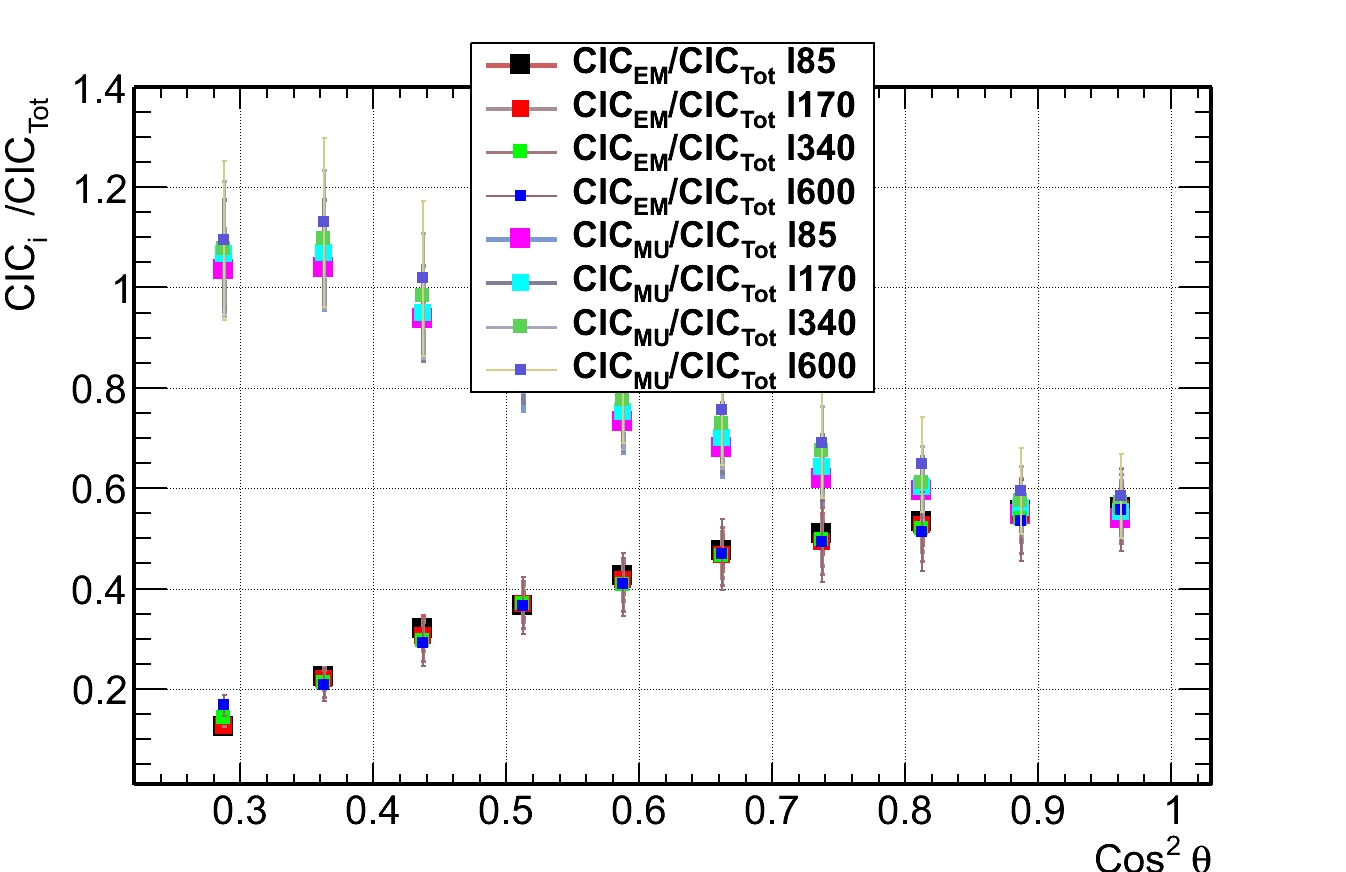 CIC_EM/CIC_Tot I85
CIC_EM/CIC_Tot I170
CIC_EM/CIC_Tot I340
CIC_EM/CIC_Tot I600
CIC_MU/CIC_Tot I85
CIC_MU/CIC_Tot I170
CIC_MU/CIC_Tot I340
CIC_MU/CIC_Tot I600
CIC_i /CIC_Tot
1.4
1.2
1
0.8
0.6
0.4
0.2
0.3 0.4 0.5 0.6 0.7 0.8 0.9 1
Cos² θ